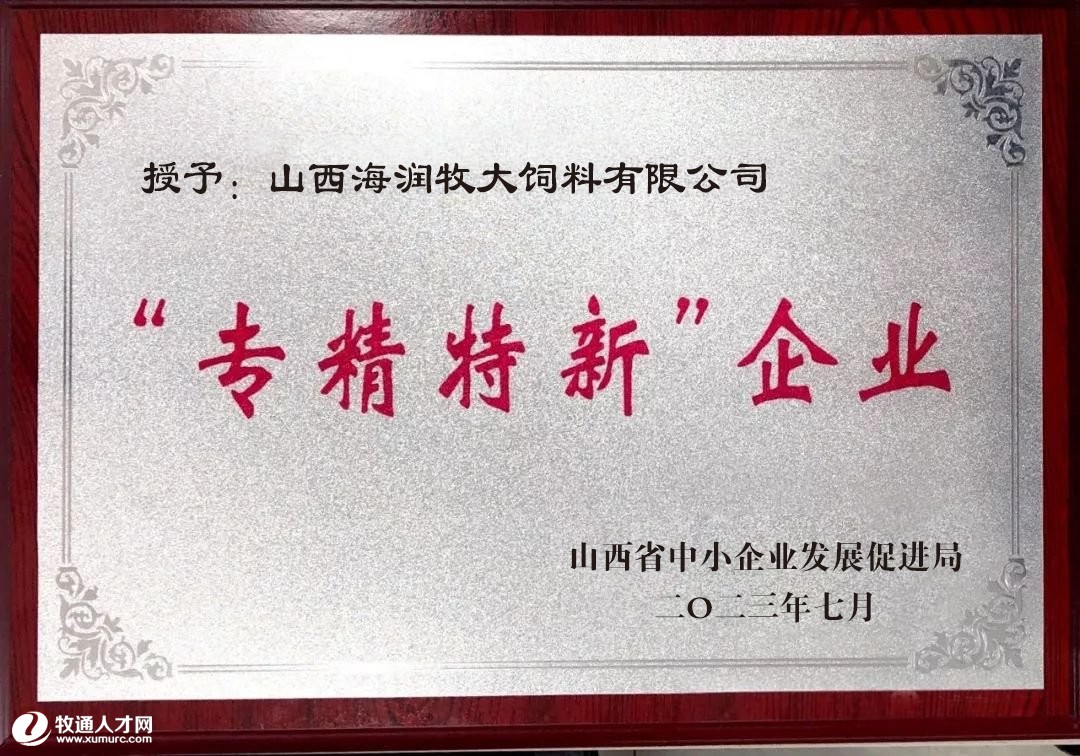 授予：山西海润牧大饲料有限公司
“专精特新”企业
山西省中小企业发展促进局
二〇二三年七月
牧通人才网
www.xumurc.com